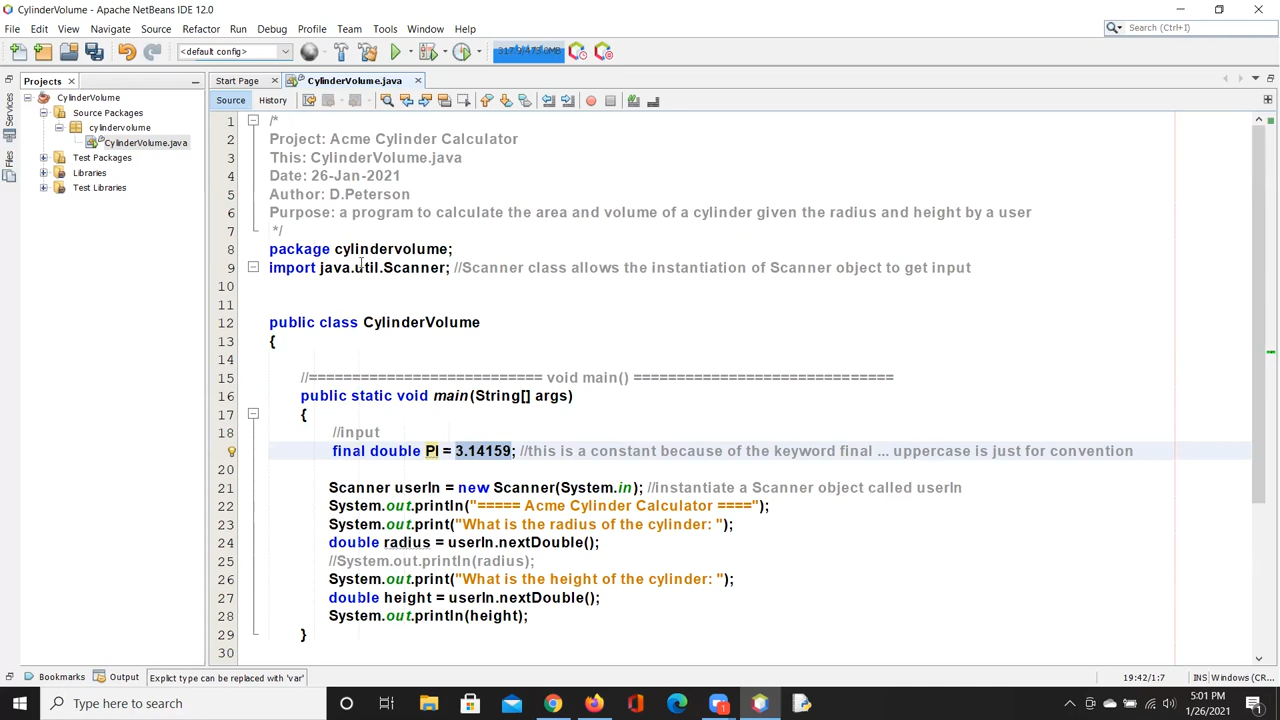 CylinderVolume - Apache NetBeans IDE 12.0
File Edit View Navigate Source Refactor Run Debug Profile Team Tools Window Help
Search (Ctrl+I)
<default config>
Projects
Start Page
CylinderVolume.java
Services
Files
CylinderVolume
Source Packages
cylindervolume
CylinderVolume.java
Test Packages
Libraries
Test Libraries
Source History
1 /*
2 Project: Acme Cylinder Calculator
3 This: CylinderVolume.java
4 Date: 26-Jan-2021
5 Author: D.Peterson
6 Purpose: a program to calculate the area and volume of a cylinder given the radius and height by a user
7 */
8 package cylindervolume;
9 import java.util.Scanner; //Scanner class allows the instantiation of Scanner object to get input
10
11
12 public class CylinderVolume
13 {
14
15 //=========================== void main() ==============================
16 public static void main(String[] args)
17 {
18 //input
final double PI = 3.14159; //this is a constant because of the keyword final ... uppercase is just for convention
20
21 Scanner userIn = new Scanner(System.in); //instantiate a Scanner object called userIn
22 System.out.println("===== Acme Cylinder Calculator ====");
23 System.out.print("What is the radius of the cylinder: ");
24 double radius = userIn.nextDouble();
25 //System.out.println(radius);
26 System.out.print("What is the height of the cylinder: ");
27 double height = userIn.nextDouble();
28 System.out.println(height);
29 }
30
Bookmarks Output Explict type can be replaced with 'var' 19:42/1:7 INS Windows (CR...
Type here to search
5:01 PM
1/26/2021